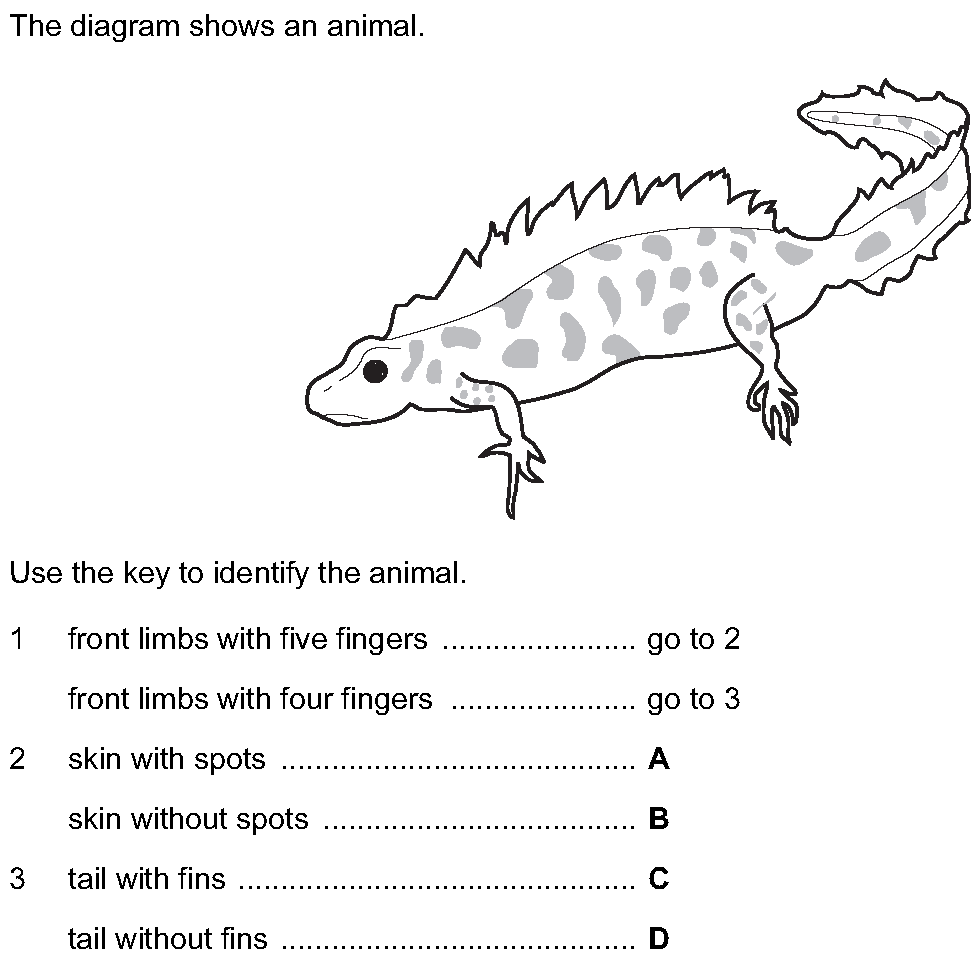 The diagram shows an animal.
Use the key to identify the animal.
1 front limbs with five fingers ....................... go to 2
front limbs with four fingers ...................... go to 3
2 skin with spots .......................................... A
skin without spots ..................................... B
3 tail with fins ............................................... C
tail without fins .......................................... D